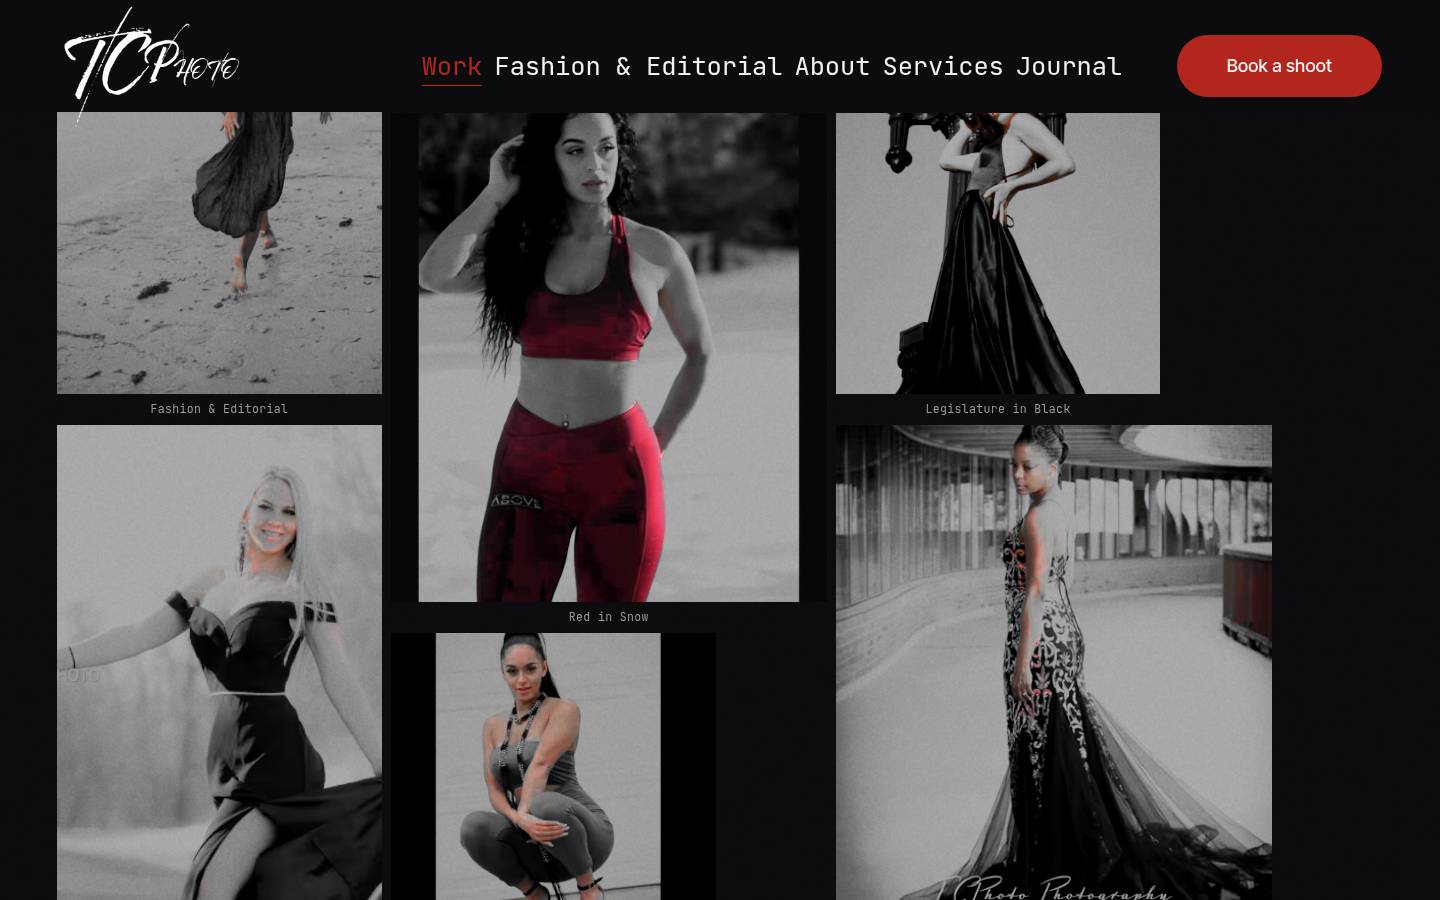 TCPHOTO
Work Fashion & Editorial About Services Journal
Book a shoot
Fashion & Editorial
Legislature in Black
ABOVE
Red in Snow
HOTO
TCPhoto Photography